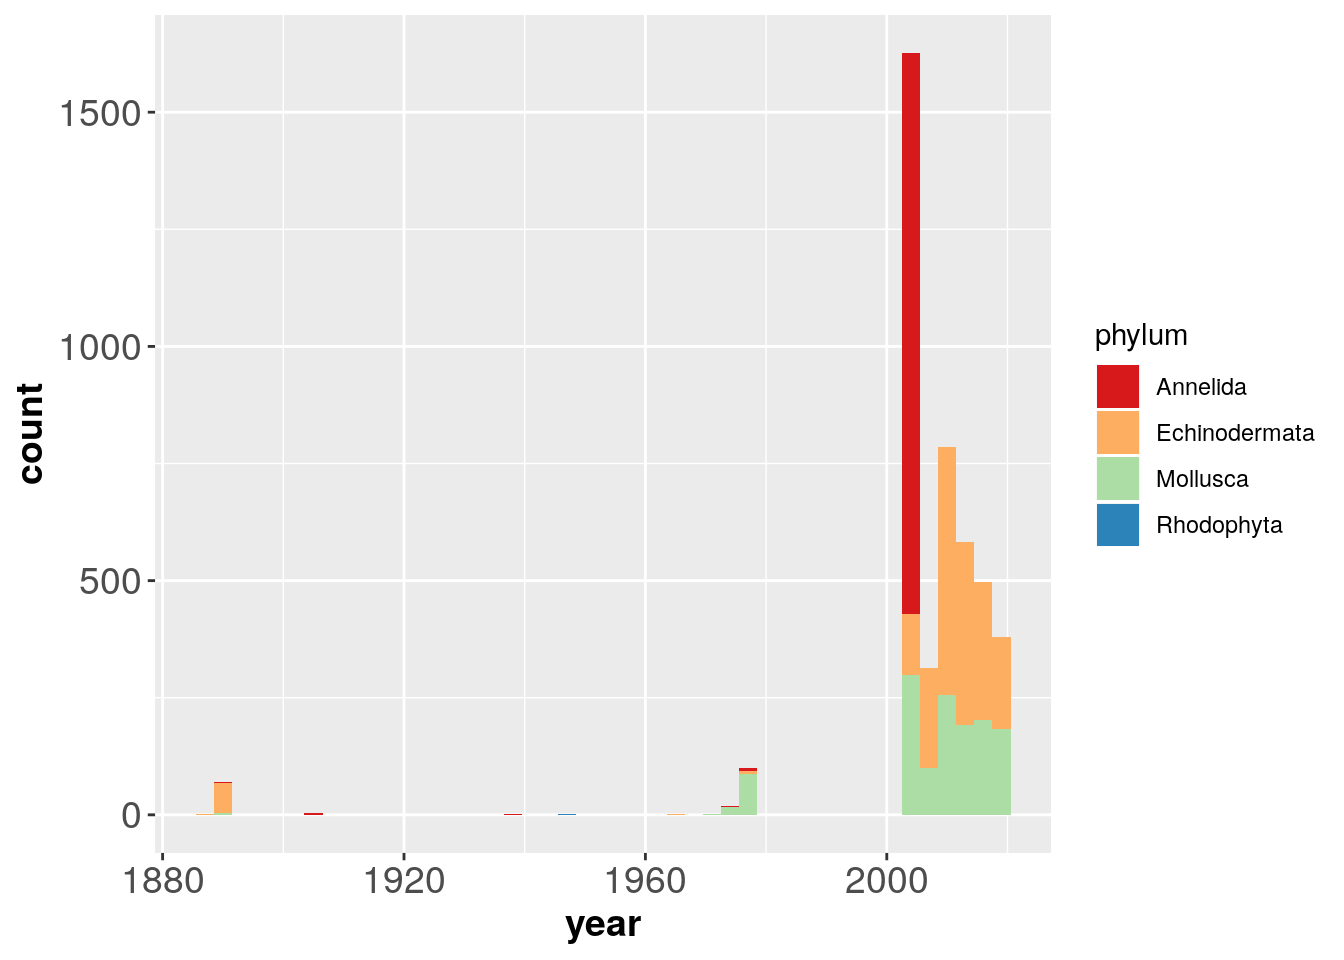 1500
1000
500
0
count
1880 1920 1960 2000
year
phylum
Annelida
Echinodermata
Mollusca
Rhodophyta